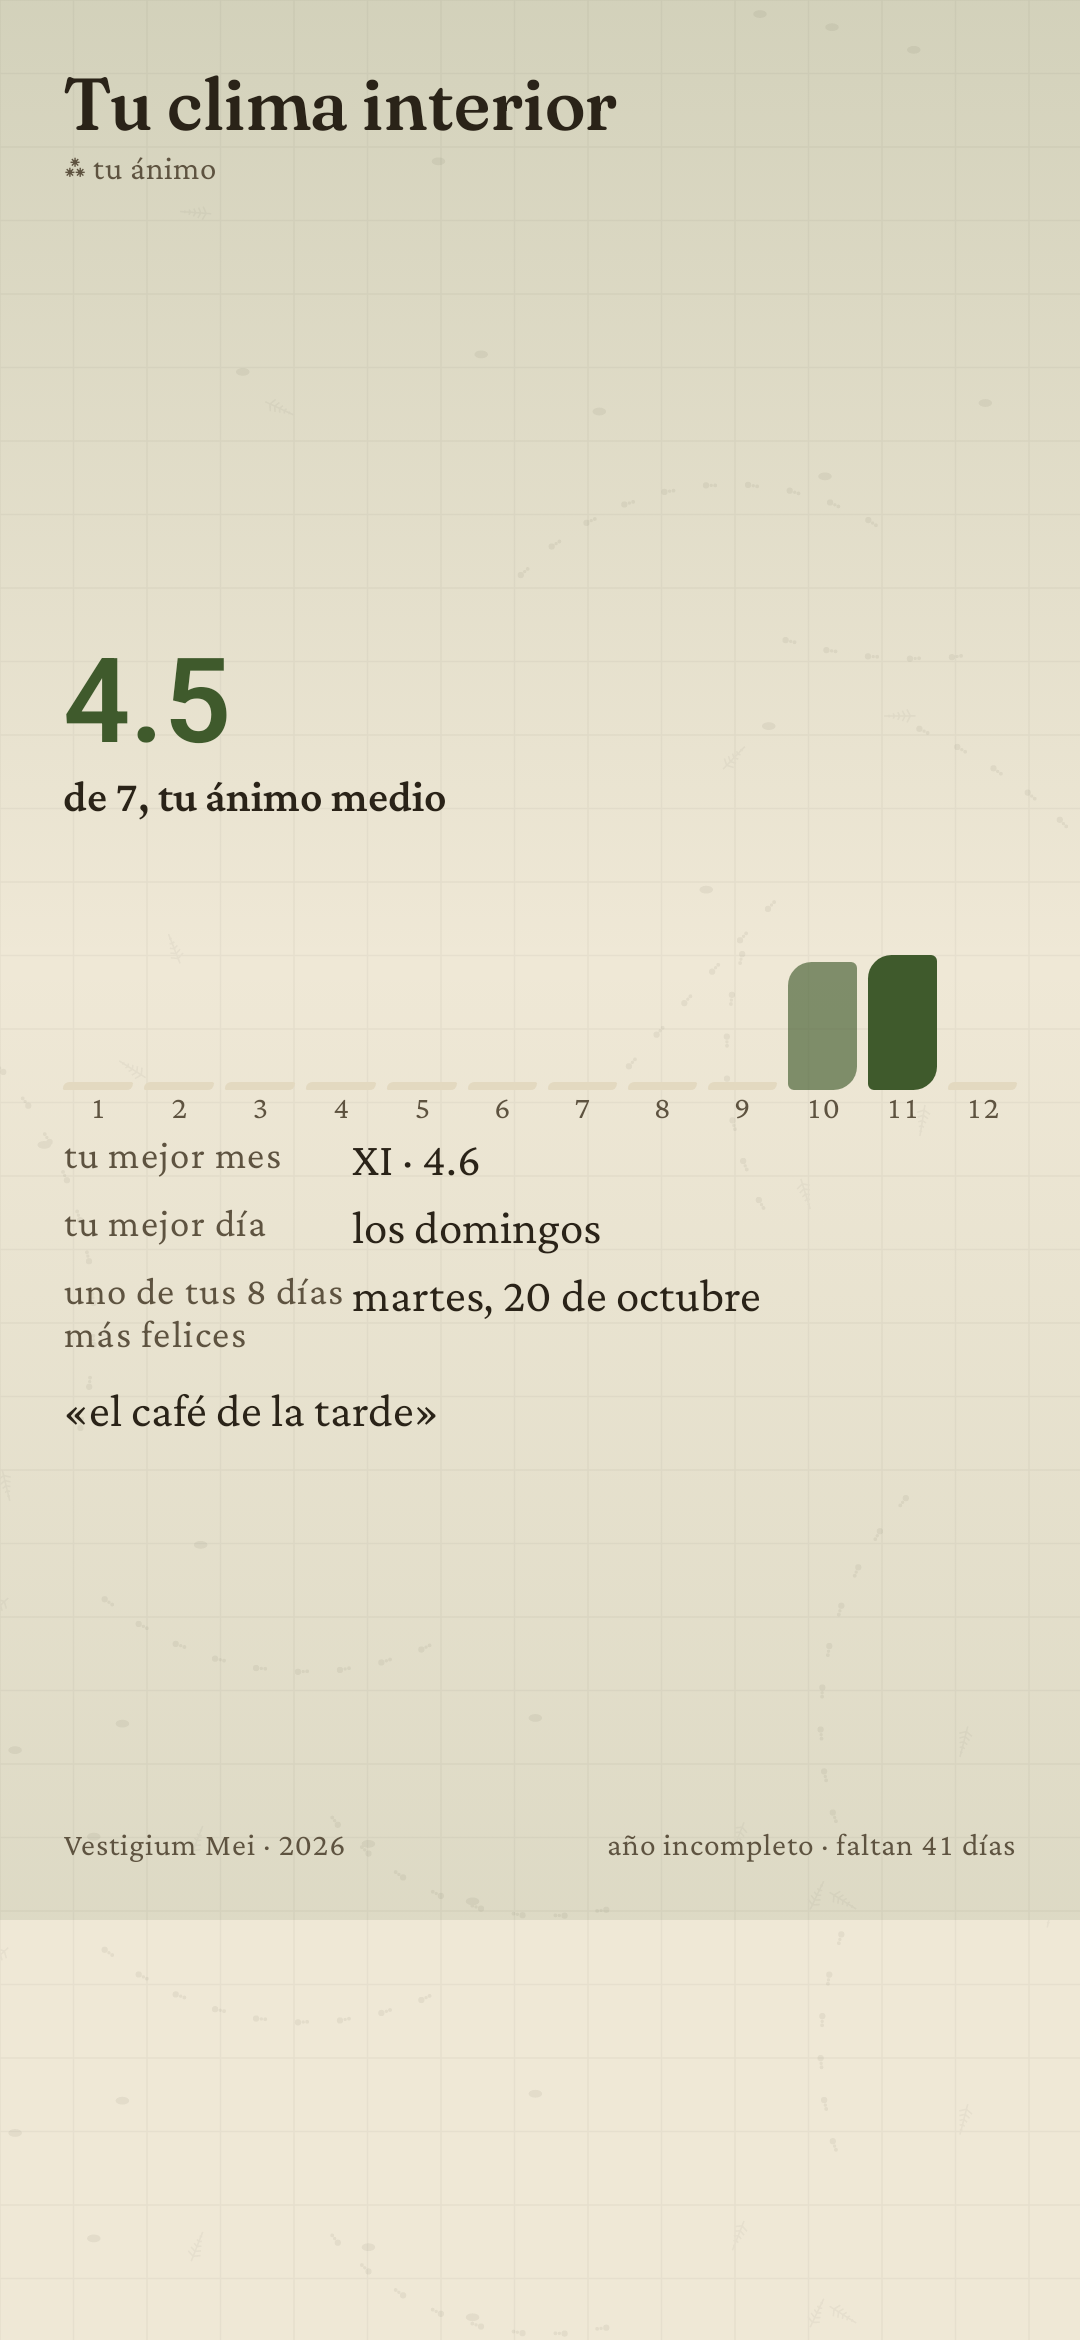 Tu clima interior
⁂ tu ánimo
4.5
de 7, tu ánimo medio
1 2 3 4 5 6 7 8 9 10 11 12
tu mejor mes XI · 4.6
tu mejor día los domingos
uno de tus 8 días martes, 20 de octubre
más felices
«el café de la tarde»
Vestigium Mei · 2026 año incompleto · faltan 41 días